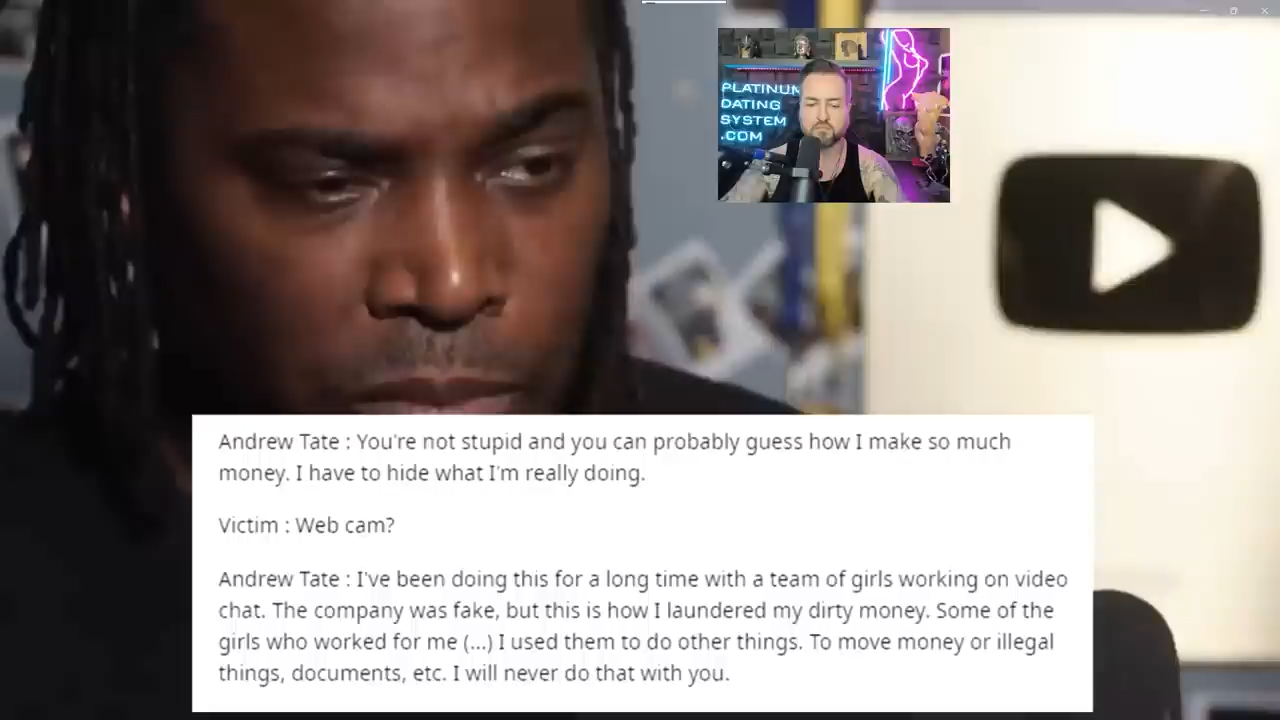 PLATINUM
DATING
SYSTEM
.COM
Andrew Tate : You're not stupid and you can probably guess how I make so much
money. I have to hide what I'm really doing.
Victim : Web cam?
Andrew Tate : I've been doing this for a long time with a team of girls working on video
chat. The company was fake, but this is how I laundered my dirty money. Some of the
girls who worked for me (...) I used them to do other things. To move money or illegal
things, documents, etc. I will never do that with you.